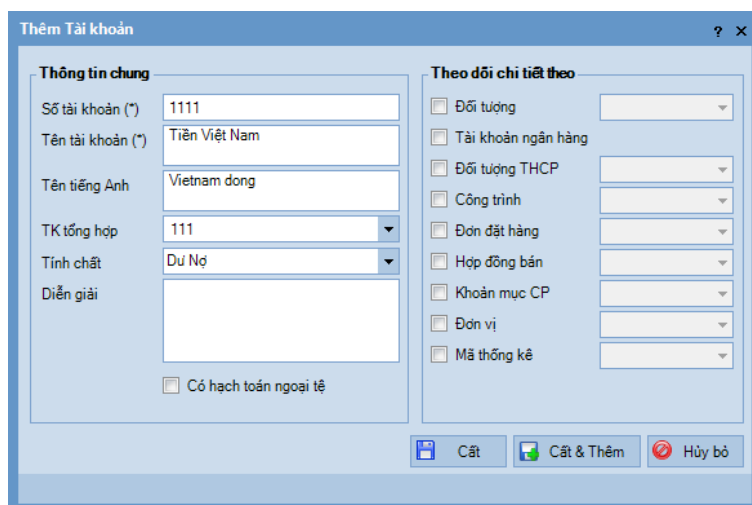 Thêm Tài khoản
? X
Thông tin chung
Số tài khoản (*) 1111
Tên tài khoản (*) Tiền Việt Nam
Tên tiếng Anh Vietnam dong
TK tổng hợp 111
Tính chất Dư Nợ
Diễn giải
Có hạch toán ngoại tệ
Theo dõi chi tiết theo
Đối tượng
Tài khoản ngân hàng
Đối tượng THCP
Công trình
Đơn đặt hàng
Hợp đồng bán
Khoản mục CP
Đơn vị
Mã thống kê
Cất Cất & Thêm Hủy bỏ